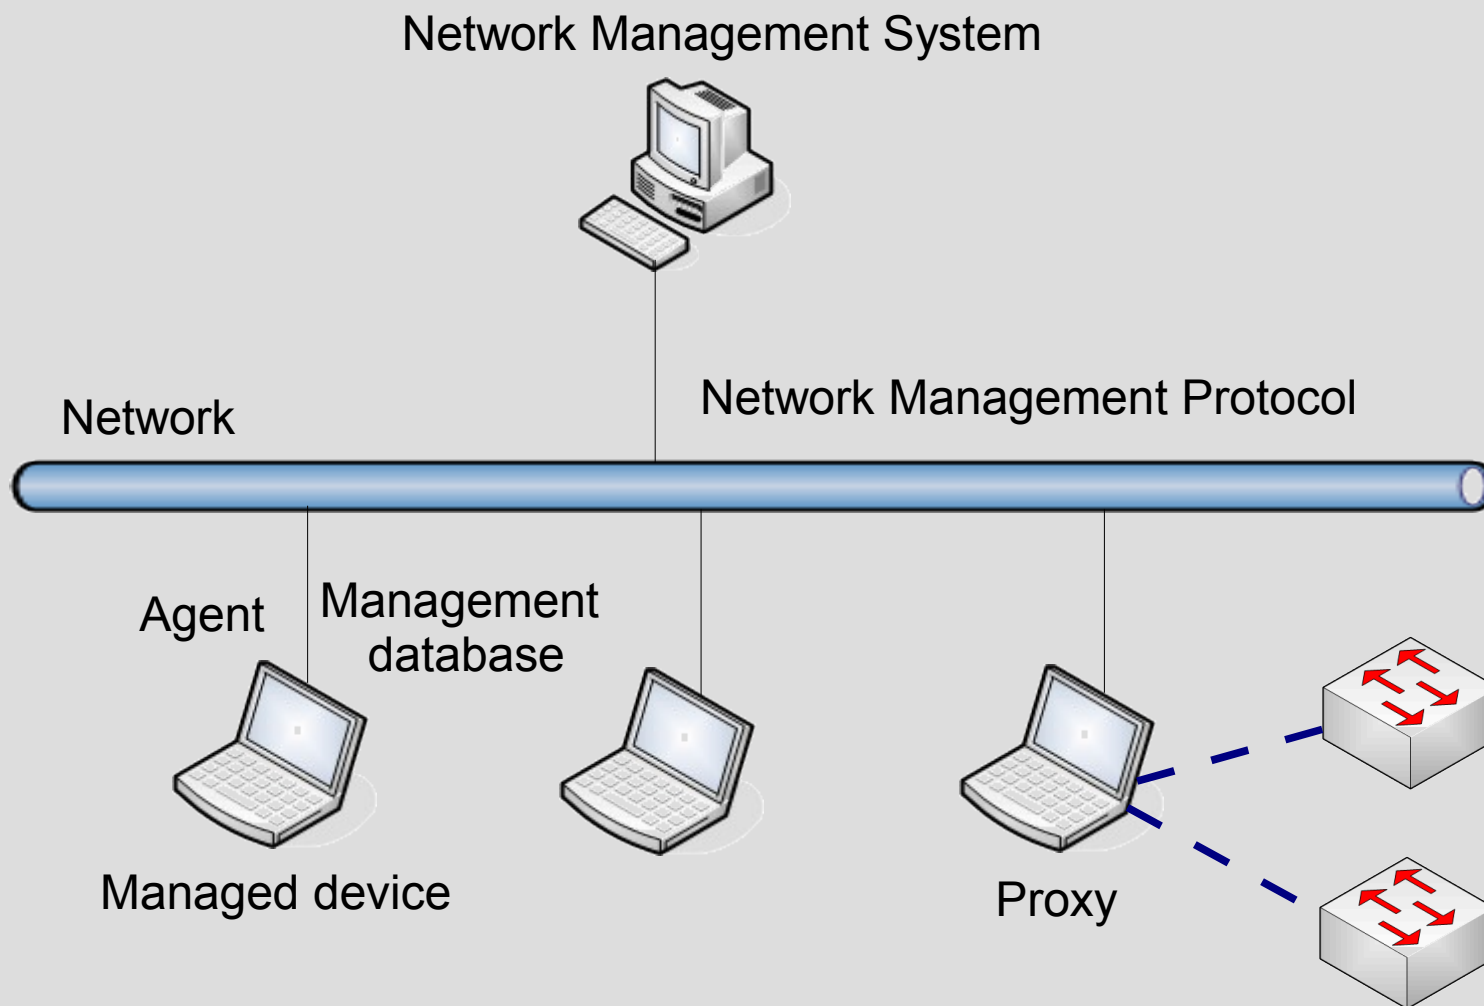 Network Management System
Network Management Protocol
Network
Agent
Management
database
Managed device
Proxy